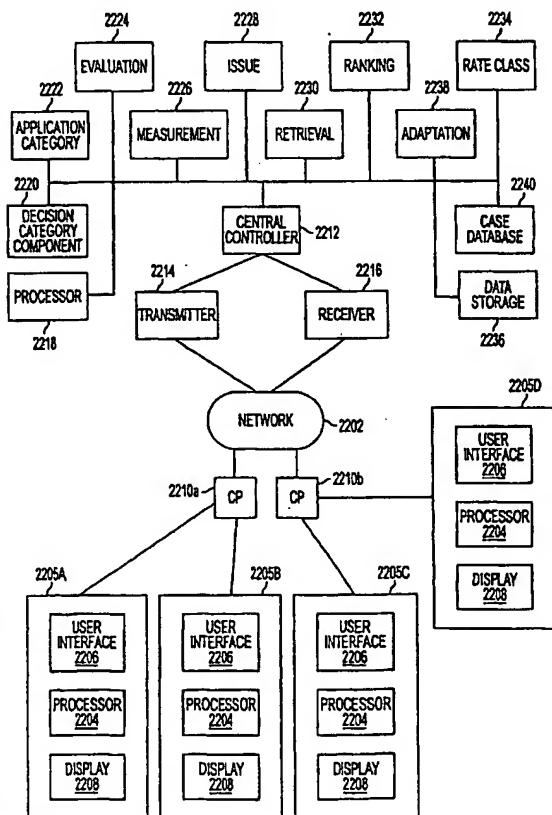 2224
2228
2232
2234
EVALUATION
ISSUE
RANKING
RATE CLASS
2222
2226
2230
2238
APPLICATION
CATEGORY
MEASUREMENT
RETRIEVAL
ADAPTATION
2220
2240
DECISION
CATEGORY
COMPONENT
CENTRAL
CONTROLLER
2212
CASE
DATABASE
2214
2216
PROCESSOR
TRANSMITTER
RECEIVER
DATA
STORAGE
2218
2236
2205D
NETWORK
2202
USER
INTERFACE
2206
2210a
CP
CP
2210b
PROCESSOR
2204
2205A
2205B
2205C
DISPLAY
2208
USER
INTERFACE
2206
USER
INTERFACE
2206
USER
INTERFACE
2206
PROCESSOR
2204
PROCESSOR
2204
PROCESSOR
2204
DISPLAY
2208
DISPLAY
2208
DISPLAY
2208